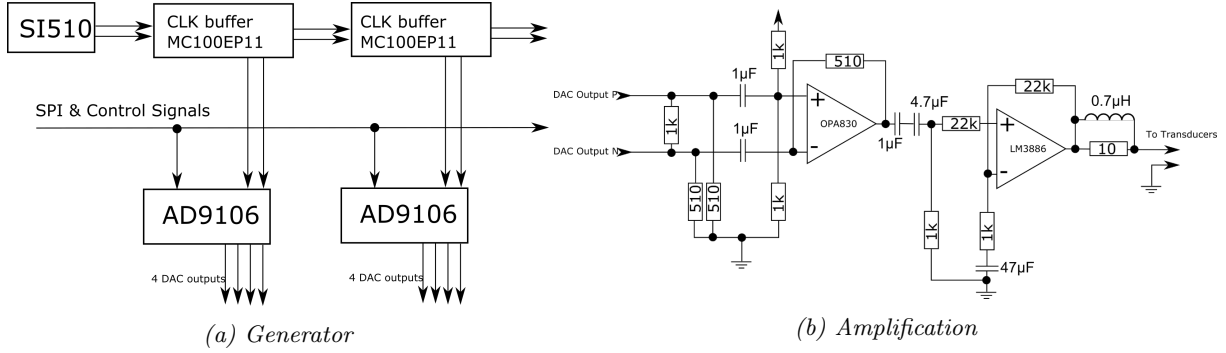 SI510
CLK buffer
MC100EP11
CLK buffer
MC100EP11
SPI & Control Signals
AD9106
AD9106
4 DAC outputs
4 DAC outputs
(a) Generator
1k
510
1µF
DAC Output P
1k
1µF
DAC Output N
510
510
1k
+
-
OPA830
1µF
4.7µF
22k
22k
0.7µH
+
-
LM3886
10
To Transducers
1k
1k
47µF
(b) Amplification